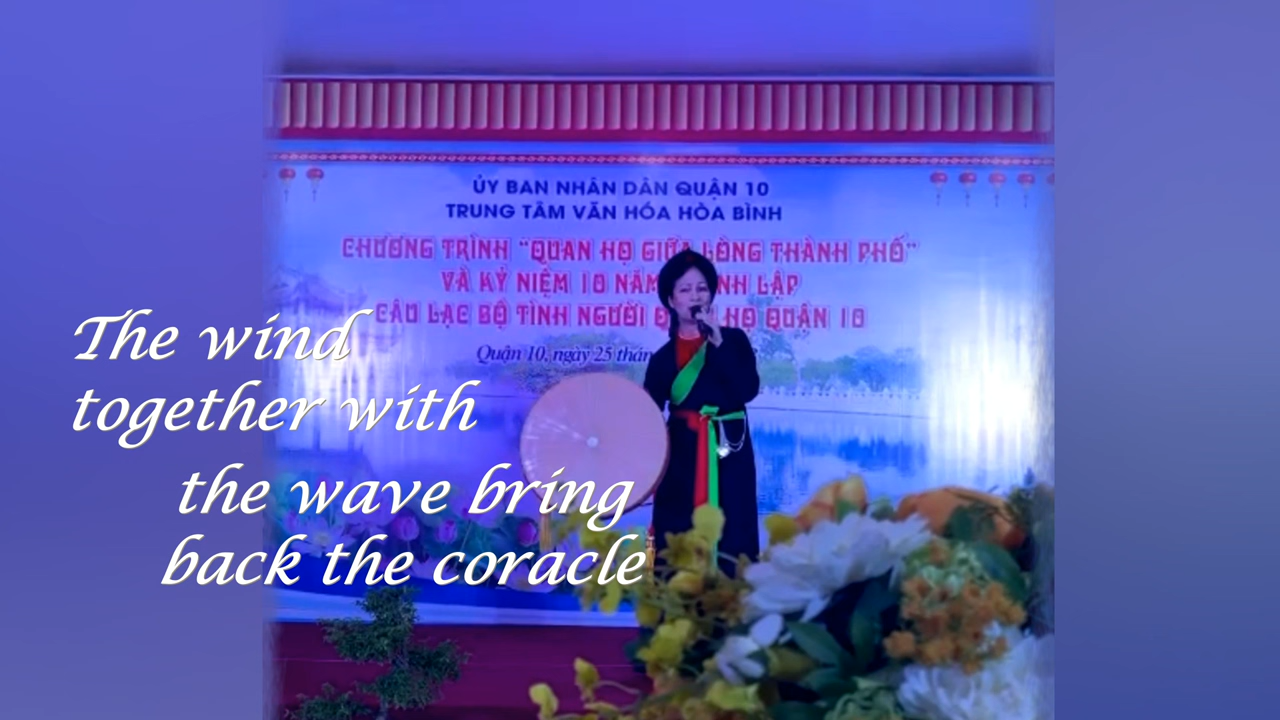 ỦY BAN NHÂN DÂN QUẬN 10
TRUNG TÂM VĂN HÓA HÒA BÌNH
CHƯƠNG TRÌNH "QUAN HỌ GIỮA LÒNG THÀNH PHỐ"
VÀ KỶ NIỆM 10 NĂM LẬP
CÂU LẠC BỘ TÌNH NGƯỜI HỌ QUẬN 10
Quận 10, ngày 25
The wind
together with
the wave bring
back the coracle